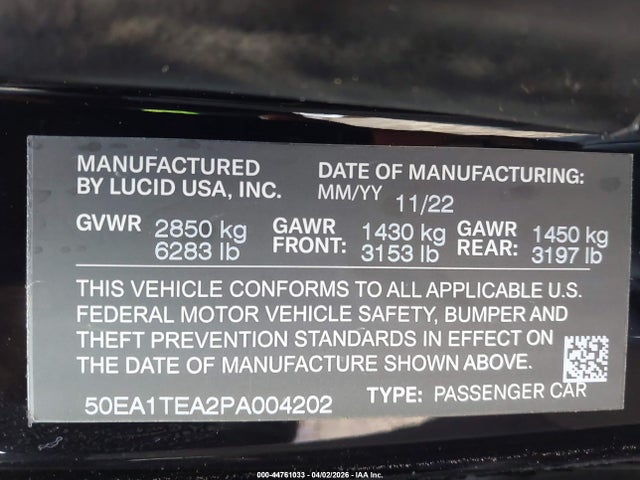 MANUFACTURED BY LUCID USA, INC.
DATE OF MANUFACTURING:
MM/YY 11/22
GVWR 2850 kg 6283 lb
GAWR FRONT: 1430 kg 3153 lb
GAWR REAR: 1450 kg 3197 lb
THIS VEHICLE CONFORMS TO ALL APPLICABLE U.S.
FEDERAL MOTOR VEHICLE SAFETY, BUMPER AND
THEFT PREVENTION STANDARDS IN EFFECT ON
THE DATE OF MANUFACTURE SHOWN ABOVE.
50EA1TEA2PA004202
TYPE: PASSENGER CAR
000-44761033 - 04/02/2026 - IAA Inc.